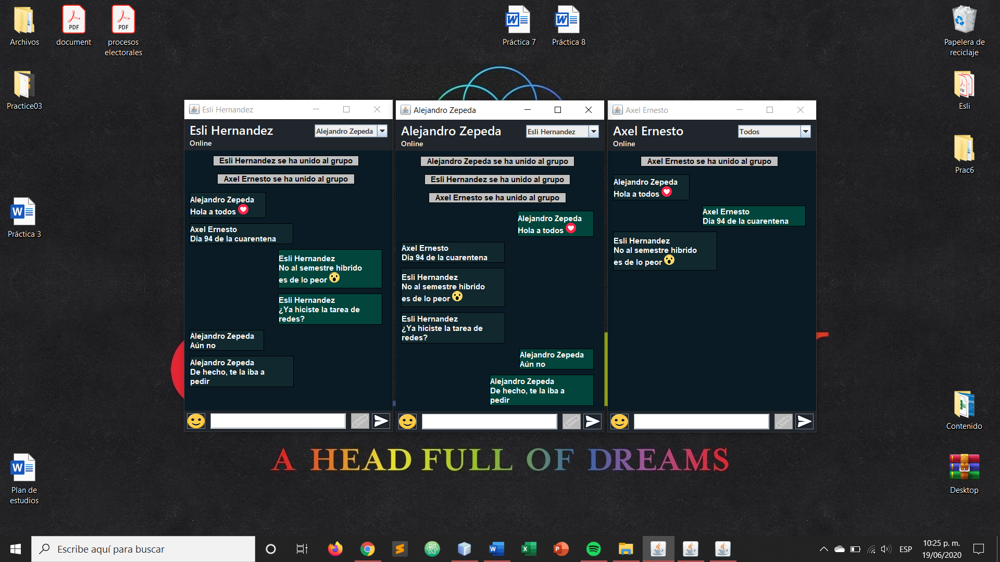 Archivos
document
procesos
electorales
Práctica 7
Práctica 8
Papelera de
reciclaje
Practice03
Esli
Prac6
Práctica 3
Contenido
Plan de
estudios
Desktop
Esli Hernandez
Esli Hernandez
Alejandro Zepeda
Online
Esli Hernandez se ha unido al grupo
Axel Ernesto se ha unido al grupo
Alejandro Zepeda
Hola a todos
Axel Ernesto
Dia 94 de la cuarentena
Esli Hernandez
No al semestre hibrido
es de lo peor
Esli Hernandez
¿Ya hiciste la tarea de
redes?
Alejandro Zepeda
Aún no
Alejandro Zepeda
De hecho, te la iba a
pedir
Alejandro Zepeda
Alejandro Zepeda
Esli Hernandez
Online
Alejandro Zepeda se ha unido al grupo
Esli Hernandez se ha unido al grupo
Axel Ernesto se ha unido al grupo
Alejandro Zepeda
Hola a todos
Axel Ernesto
Dia 94 de la cuarentena
Esli Hernandez
No al semestre hibrido
es de lo peor
Esli Hernandez
¿Ya hiciste la tarea de
redes?
Alejandro Zepeda
Aún no
Alejandro Zepeda
De hecho, te la iba a
pedir
Axel Ernesto
Axel Ernesto
Todos
Online
Axel Ernesto se ha unido al grupo
Alejandro Zepeda
Hola a todos
Axel Ernesto
Dia 94 de la cuarentena
Esli Hernandez
No al semestre hibrido
es de lo peor
A HEAD FULL OF DREAMS
Escribe aquí para buscar
ESP
10:25 p. m.
19/06/2020